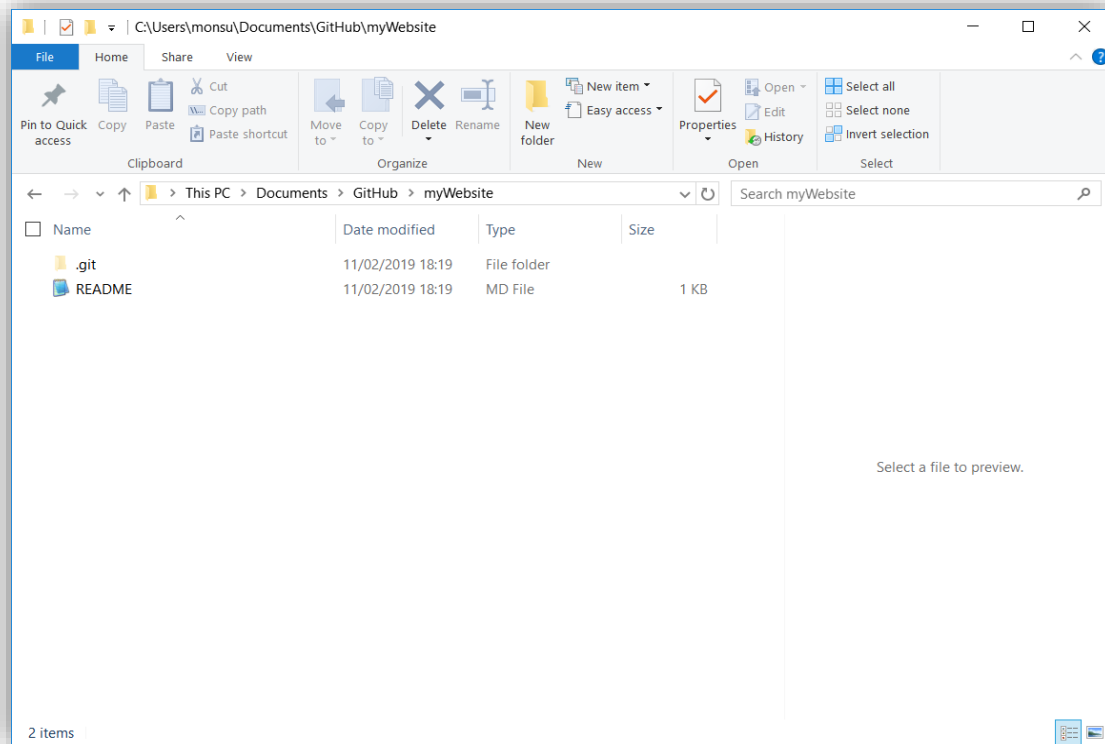 C:\Users\monsu\Documents\GitHub\myWebsite
File Home Share View
Pin to Quick access
Copy
Paste
Cut
Copy path
Paste shortcut
Clipboard
Move to
Copy to
Delete
Rename
Organize
New folder
New item
Easy access
New
Properties
Open
Edit
History
Open
Select all
Select none
Invert selection
Select
> This PC > Documents > GitHub > myWebsite
Search myWebsite
Name Date modified Type Size
.git 11/02/2019 18:19 File folder
README 11/02/2019 18:19 MD File 1 KB
Select a file to preview.
2 items